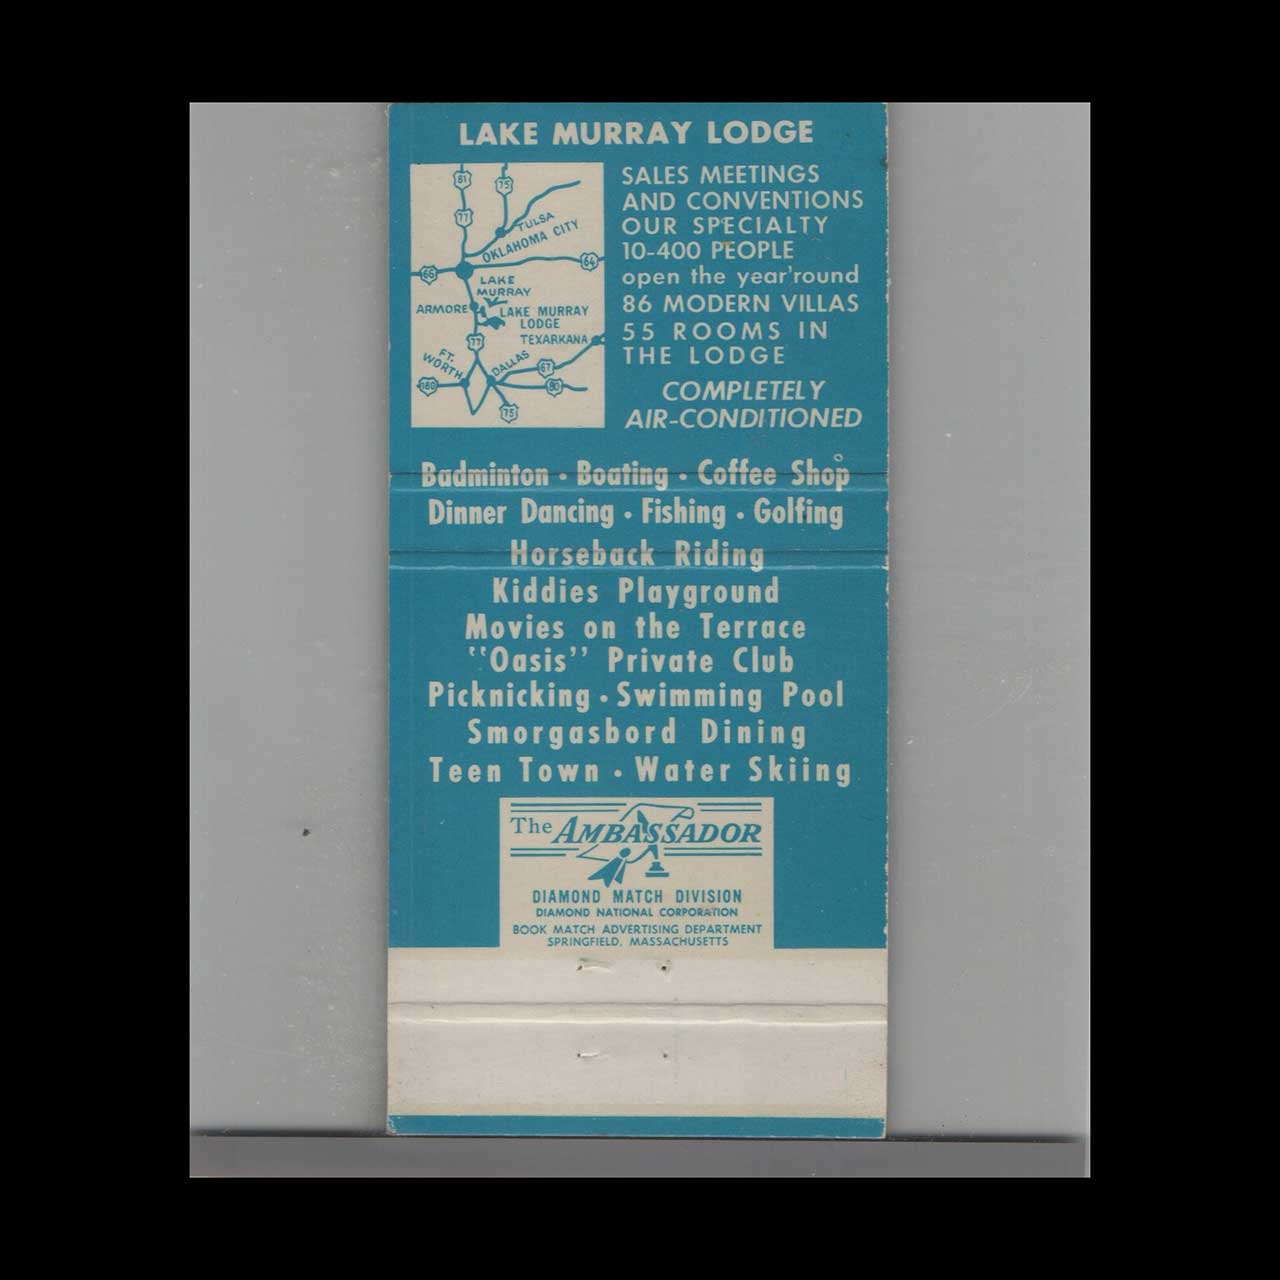 LAKE MURRAY LODGE
81
75
77
TULSA
OKLAHOMA CITY
66
64
LAKE
MURRAY
ARMORE
LAKE MURRAY
LODGE
77
TEXARKANA
FT.
WORTH
DALLAS
67
180
80
75
SALES MEETINGS
AND CONVENTIONS
OUR SPECIALTY
10-400 PEOPLE
open the year'round
86 MODERN VILLAS
55 ROOMS IN
THE LODGE
COMPLETELY
AIR-CONDITIONED
Badminton • Boating • Coffee Shop
Dinner Dancing • Fishing • Golfing
Horseback Riding
Kiddies Playground
Movies on the Terrace
"Oasis" Private Club
Picknicking • Swimming Pool
Smorgasbord Dining
Teen Town • Water Skiing
The AMBASSADOR
DIAMOND MATCH DIVISION
DIAMOND NATIONAL CORPORATION
BOOK MATCH ADVERTISING DEPARTMENT
SPRINGFIELD, MASSACHUSETTS